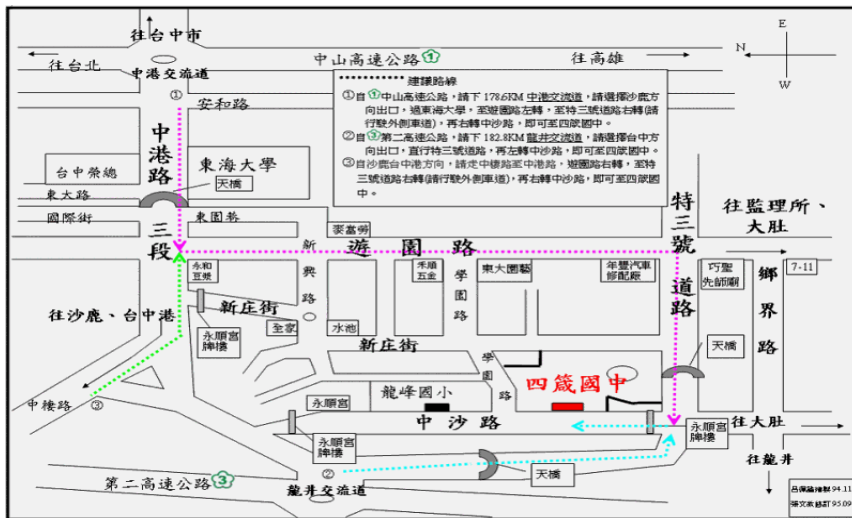 往台中市
往台北
中港交流道
中山高速公路 1
往高雄
E
N
W
①
安和路
建議路線
①自①中山高速公路，請下178.6KM中港交流道，請選擇沙鹿方
向出口，過東海大學，至遊園路左轉，至特三號道路右轉(請
行駛外側車道)，再右轉中沙路，即可至四箴國中。
②自③第二高速公路，請下182.8KM龍井交流道，請選擇台中方
向出口，直行特三號道路，再左轉中沙路，即可至四箴國中。
③自沙鹿台中港方向，請走中棲路至中港路，遊園路右轉，至特
三號道路右轉(請行駛外側車道)，再右轉中沙路，即可至四箴國
中。
中港路
三段
台中榮總
東海大學
天橋
東大路
國際街
東園巷
麥當勞
特三號
道路
往監理所、
大肚
新興路
遊園路
永和
豆漿
禾順
五金
學園路
東大園藝
年豐汽車
修配廠
巧聖
先師廟
鄉界路
7-11
往沙鹿、台中港
新庄街
永順宮
牌樓
全家
水池
新庄街
學園路
天橋
四箴國中
中棲路
③
龍峰國小
永順宮
中沙路
往大肚
永順宮
牌樓
永順宮
牌樓
往龍井
第二高速公路 3
②
龍井交流道
天橋
94.11
95.09